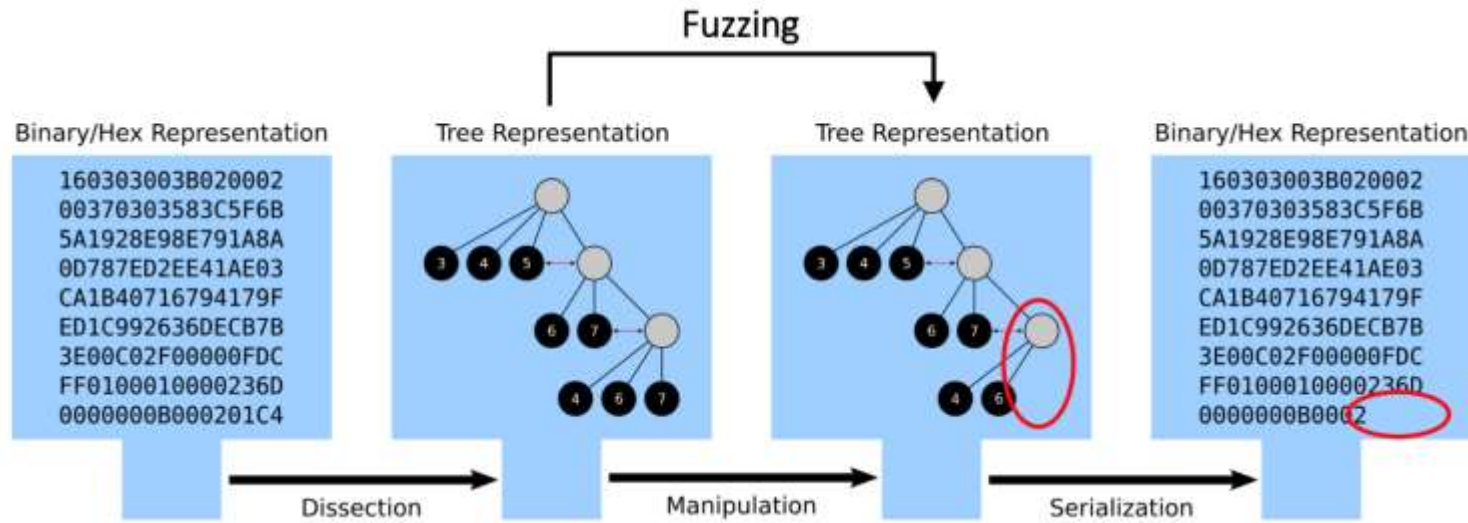 Fuzzing
Binary/Hex Representation
160303003B020002
00370303583C5F6B
5A1928E98E791A8A
0D787ED2EE41AE03
CA1B40716794179F
ED1C992636DECB7B
3E00C02F00000FDC
FF0100010000236D
0000000B000201C4
Tree Representation
3 4 5
6 7
4 6 7
Tree Representation
3 4 5
6 7
4 6
Binary/Hex Representation
160303003B020002
00370303583C5F6B
5A1928E98E791A8A
0D787ED2EE41AE03
CA1B40716794179F
ED1C992636DECB7B
3E00C02F00000FDC
FF0100010000236D
0000000B0002
Dissection
Manipulation
Serialization